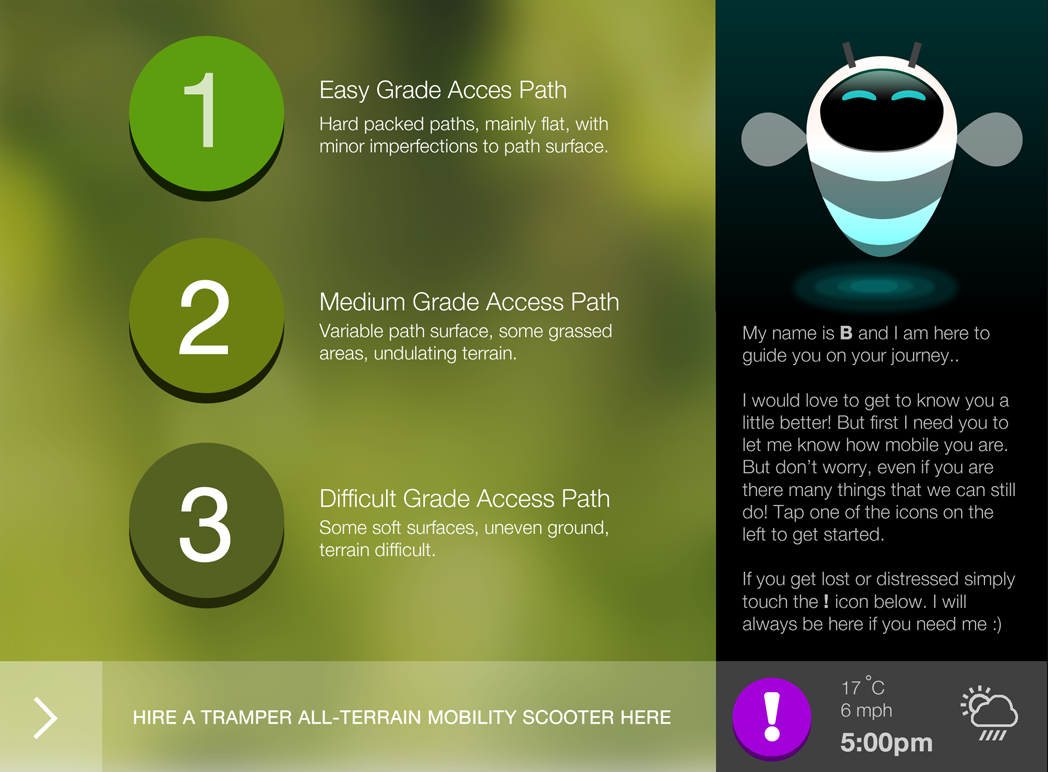 1
Easy Grade Acces Path
Hard packed paths, mainly flat, with
minor imperfections to path surface.
2
Medium Grade Access Path
Variable path surface, some grassed
areas, undulating terrain.
3
Difficult Grade Access Path
Some soft surfaces, uneven ground,
terrain difficult.
HIRE A TRAMPER ALL-TERRAIN MOBILITY SCOOTER HERE
My name is B and I am here to
guide you on your journey..
I would love to get to know you a
little better! But first I need you to
let me know how mobile you are.
But don't worry, even if you are
there many things that we can still
do! Tap one of the icons on the
left to get started.
If you get lost or distressed simply
touch the ! icon below. I will
always be here if you need me :)
!
17 °C
6 mph
5:00pm